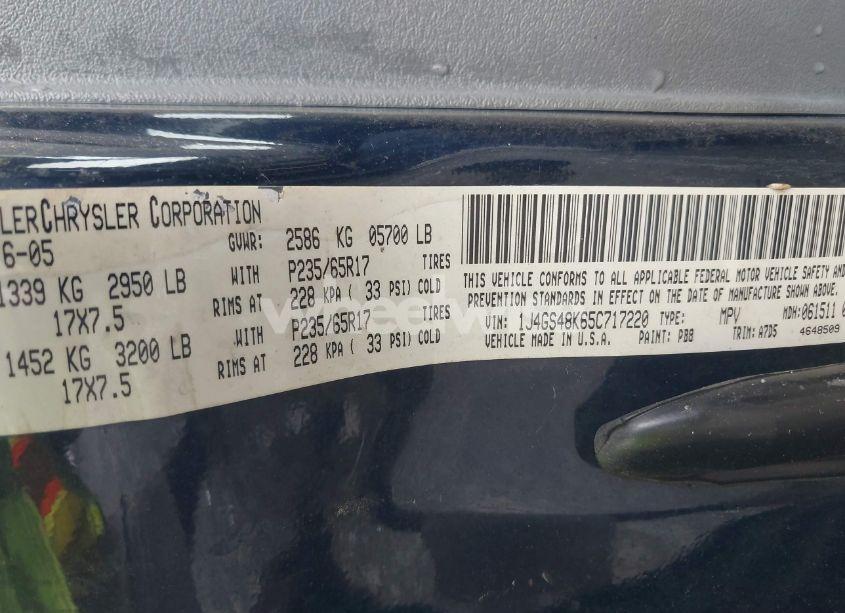 LERCHRYSLER CORPORATION
6-05
GVWR: 2586 KG 05700 LB
1339 KG 2950 LB WITH P235/65R17 TIRES
17X7.5 RIMS AT 228 KPA ( 33 PSI) COLD
1452 KG 3200 LB WITH P235/65R17 TIRES
17X7.5 RIMS AT 228 KPA ( 33 PSI) COLD
THIS VEHICLE CONFORMS TO ALL APPLICABLE FEDERAL MOTOR VEHICLE SAFETY AND
PREVENTION STANDARDS IN EFFECT ON THE DATE OF MANUFACTURE SHOWN
VIN: 1J4GS48K65C717220 TYPE: MPV MDH:061511
VEHICLE MADE IN U.S.A. PAINT: PB8 TRIM: A7D5 4648509